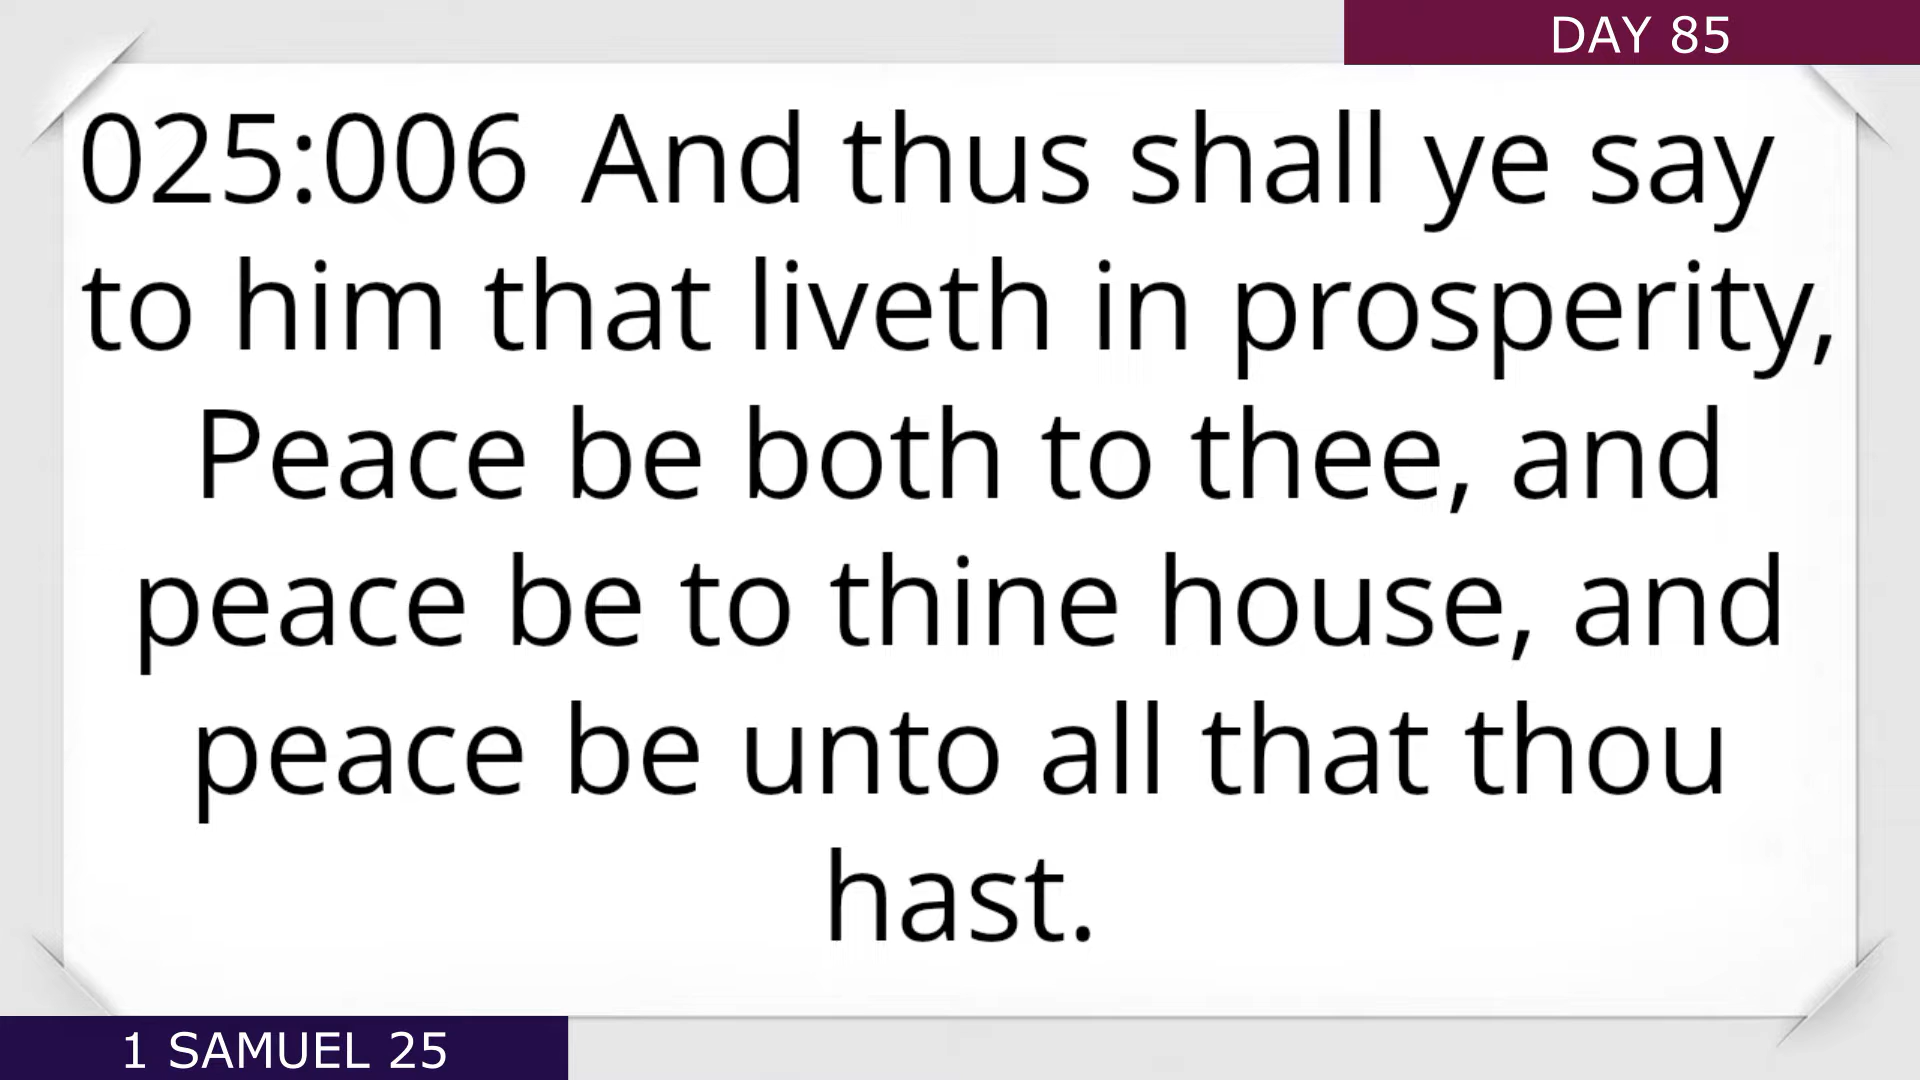 DAY 85
025:006 And thus shall ye say
to him that liveth in prosperity,
Peace be both to thee, and
peace be to thine house, and
peace be unto all that thou
hast.
1 SAMUEL 25